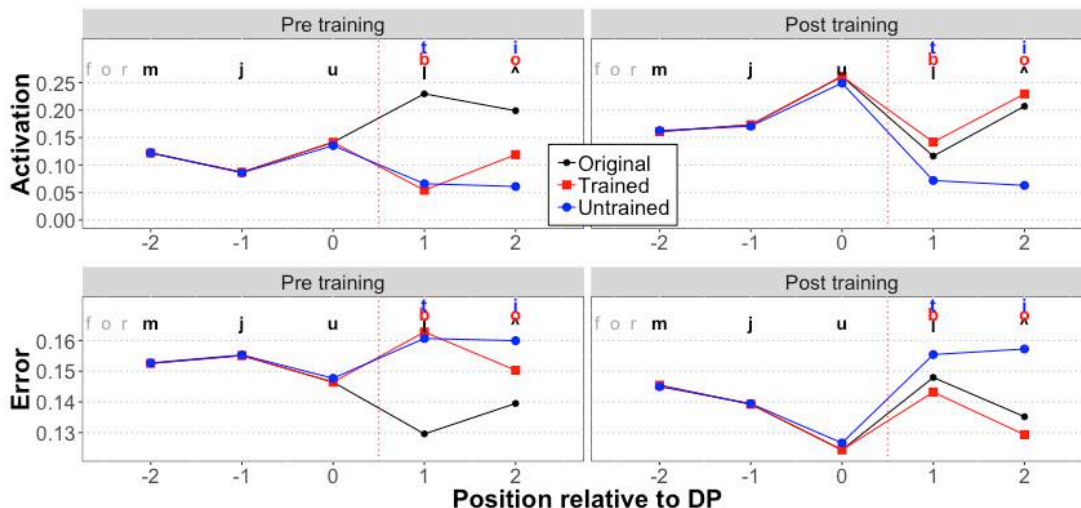 Pre training
Post training
t i
b o
f o r m j u l ^
t i
b o
f o r m j u l ^
Activation
0.25
0.20
0.15
0.10
0.05
0.00
Original
Trained
Untrained
-2 -1 0 1 2
-2 -1 0 1 2
Pre training
Post training
t i
b o
f o r m j u l ^
t i
b o
f o r m j u l ^
Error
0.16
0.15
0.14
0.13
-2 -1 0 1 2
-2 -1 0 1 2
Position relative to DP